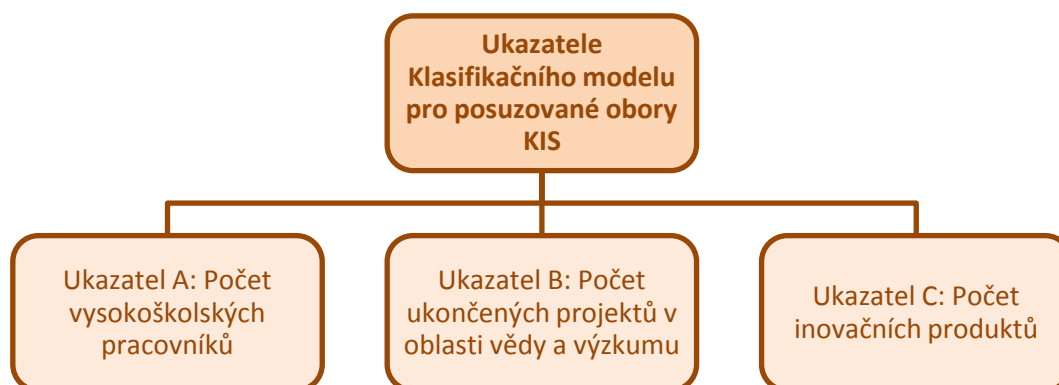 Ukazatele
Klasifikačního modelu
pro posuzované obory
KIS
Ukazatel A: Počet
vysokoškolských
pracovníků
Ukazatel B: Počet
ukončených projektů v
oblasti vědy a výzkumu
Ukazatel C: Počet
inovačních produktů